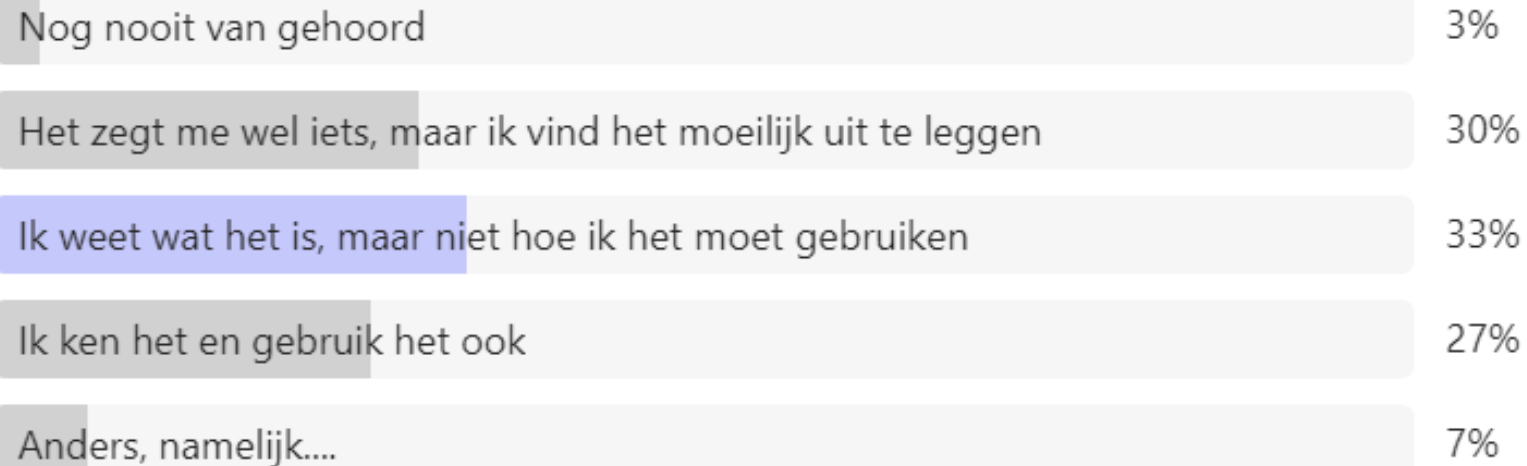 Nog nooit van gehoord 3%
Het zegt me wel iets, maar ik vind het moeilijk uit te leggen 30%
Ik weet wat het is, maar niet hoe ik het moet gebruiken 33%
Ik ken het en gebruik het ook 27%
Anders, namelijk.... 7%